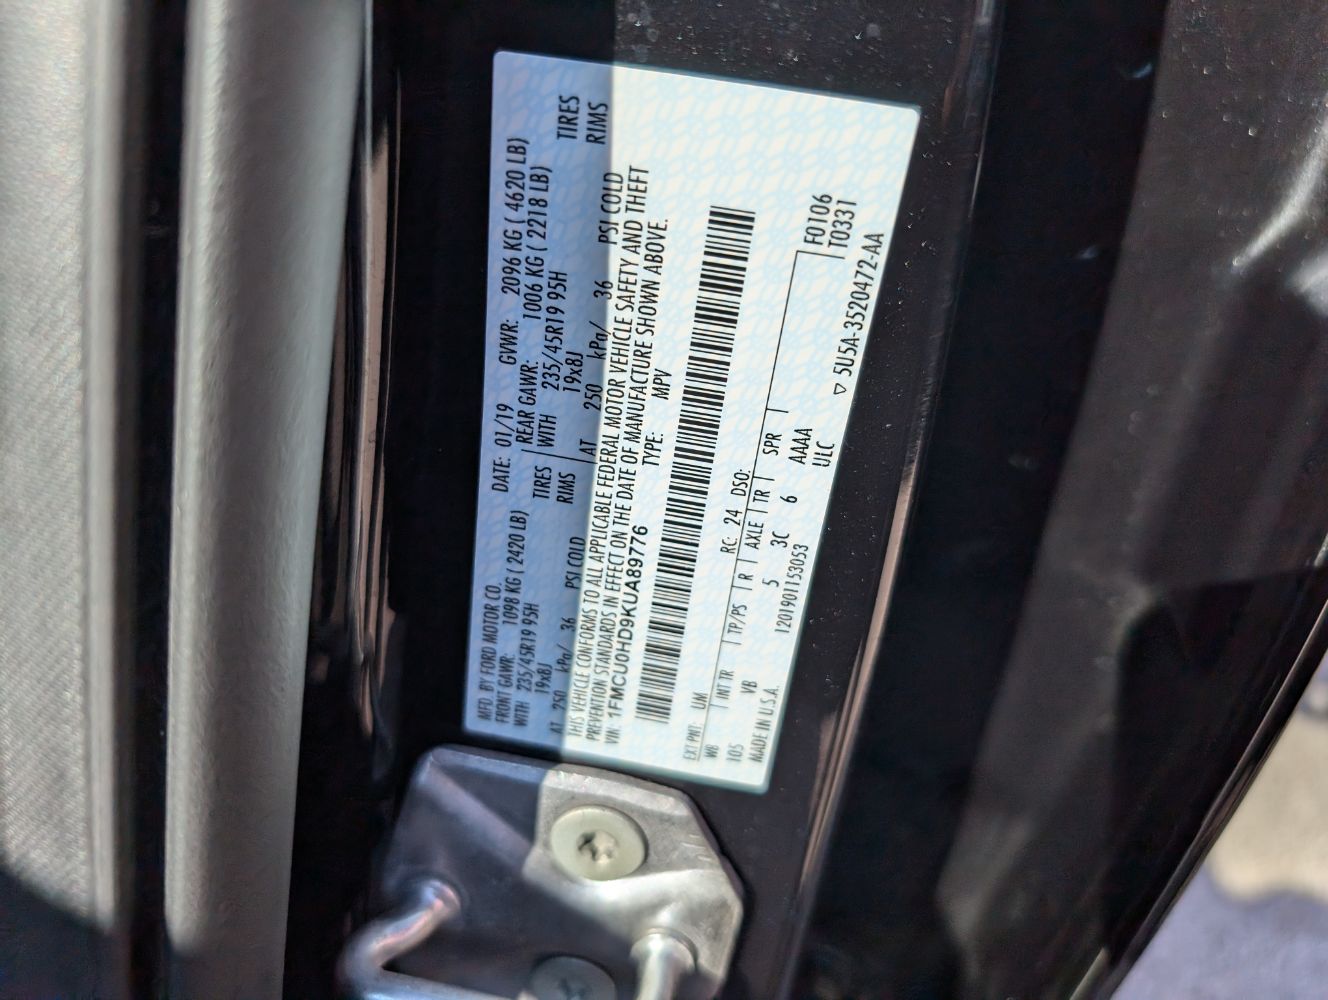 MFD. BY FORD MOTOR CO. DATE: 01/19 GVWR: 2096 KG ( 4620 LB)
FRONT GAWR: 1098 KG ( 2420 LB) REAR GAWR: 1006 KG ( 2218 LB)
WITH 235/45R19 95H TIRES WITH 235/45R19 95H TIRES
19x8J RIMS 19x8J RIMS
AT 250 kPa/ 36 PSI COLD AT 250 kPa/ 36 PSI COLD
THIS VEHICLE CONFORMS TO ALL APPLICABLE FEDERAL MOTOR VEHICLE SAFETY AND THEFT
PREVENTION STANDARDS IN EFFECT ON THE DATE OF MANUFACTURE SHOWN ABOVE.
VIN: 1FMCU0HD9KUA89776 TYPE: MPV
EXT PNT: UM RC: 24 DSO: F0106
WB INT TR TP/PS R AXLE TR SPR T0331
105 VB 5 3C 6 AAAA
MADE IN U.S.A. 1201901153053 ULC ▽ 5U5A-3520472-AA